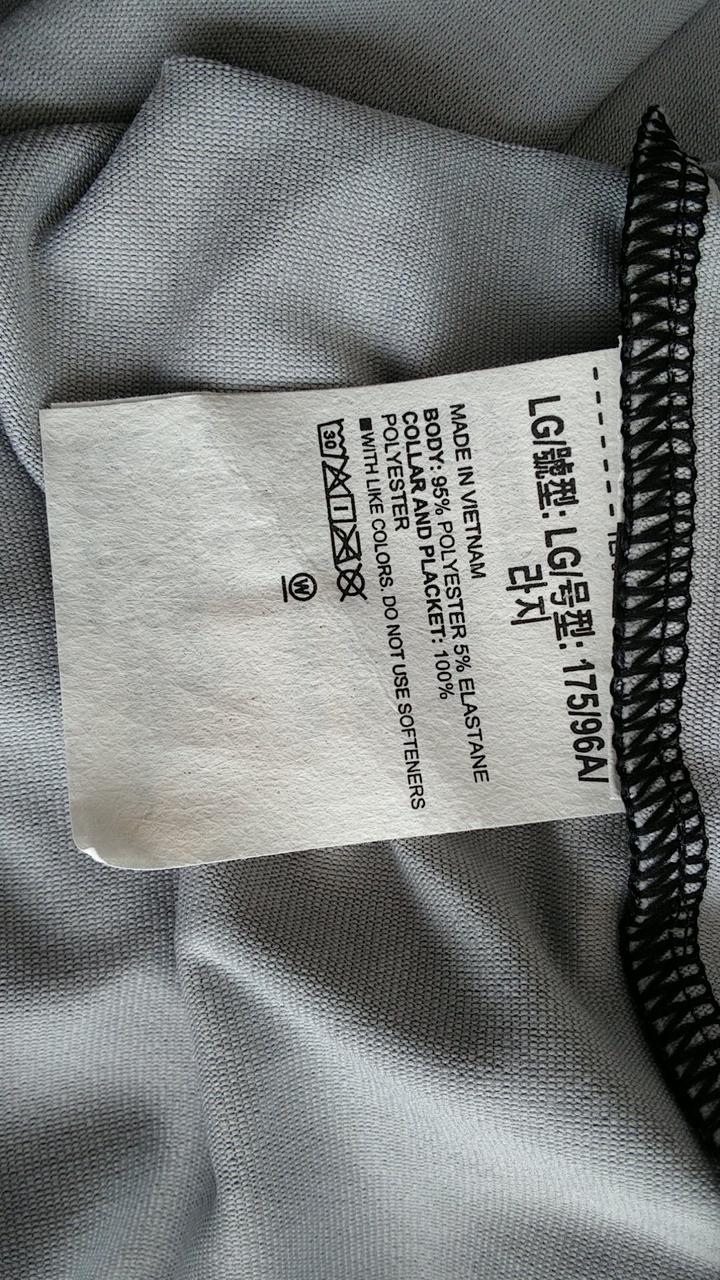 LG/號型: LG/号型: 175/96A/
라지
MADE IN VIETNAM
BODY: 95% POLYESTER 5% ELASTANE
COLLAR AND PLACKET: 100%
POLYESTER
■WITH LIKE COLORS. DO NOT USE SOFTENERS
30
W